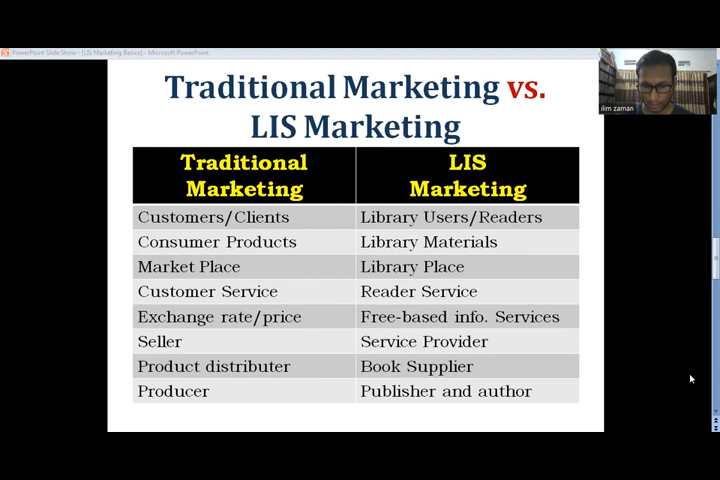 PowerPoint Slide Show - [LIS Marketing Basics] - Microsoft PowerPoint
ilim zaman
Traditional Marketing vs.
LIS Marketing
Traditional Marketing LIS Marketing
Customers/Clients Library Users/Readers
Consumer Products Library Materials
Market Place Library Place
Customer Service Reader Service
Exchange rate/price Free-based info. Services
Seller Service Provider
Product distributer Book Supplier
Producer Publisher and author